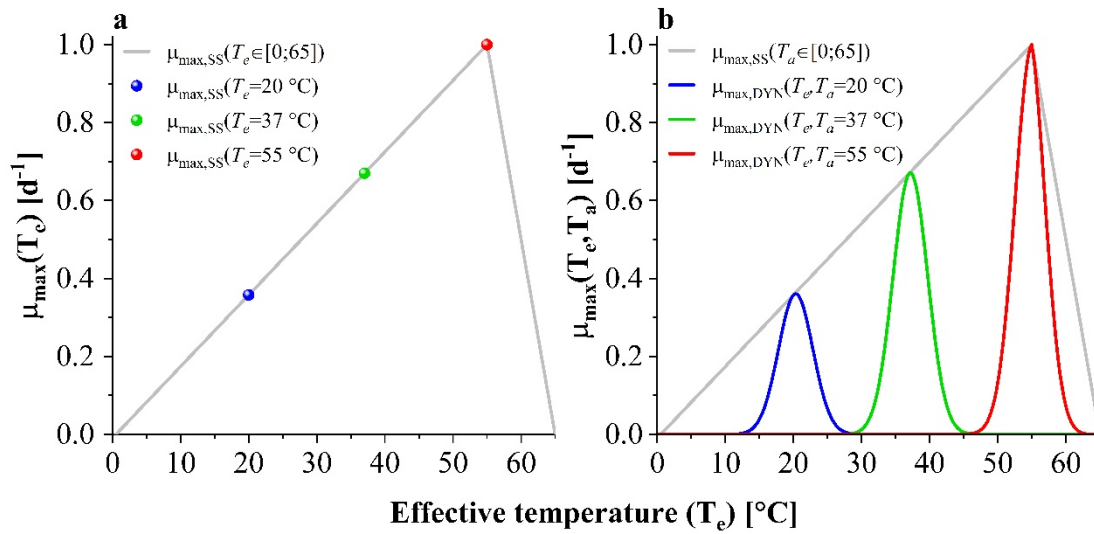 a
μmax,SS(Te∈[0;65])
μmax,SS(Te=20 °C)
μmax,SS(Te=37 °C)
μmax,SS(Te=55 °C)
μmax(Te) [d-1]
1.0
0.8
0.6
0.4
0.2
0.0
0 10 20 30 40 50 60
b
μmax,SS(Ta∈[0;65])
μmax,DYN(Te,Ta=20 °C)
μmax,DYN(Te,Ta=37 °C)
μmax,DYN(Te,Ta=55 °C)
μmax(Te,Ta) [d-1]
1.0
0.8
0.6
0.4
0.2
0.0
0 10 20 30 40 50 60
Effective temperature (Te) [°C]